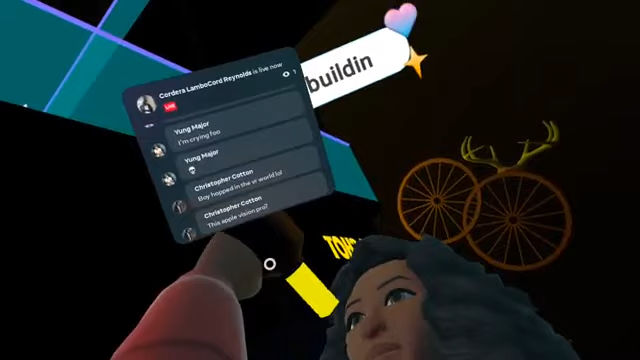 buildin
Cordera LamboCord Reynolds is live now
LIVE
1
Yung Major
I'm crying foo
Yung Major
💀
Christopher Cotton
Boy hopped in the vr world lol
Christopher Cotton
This apple vision pro?